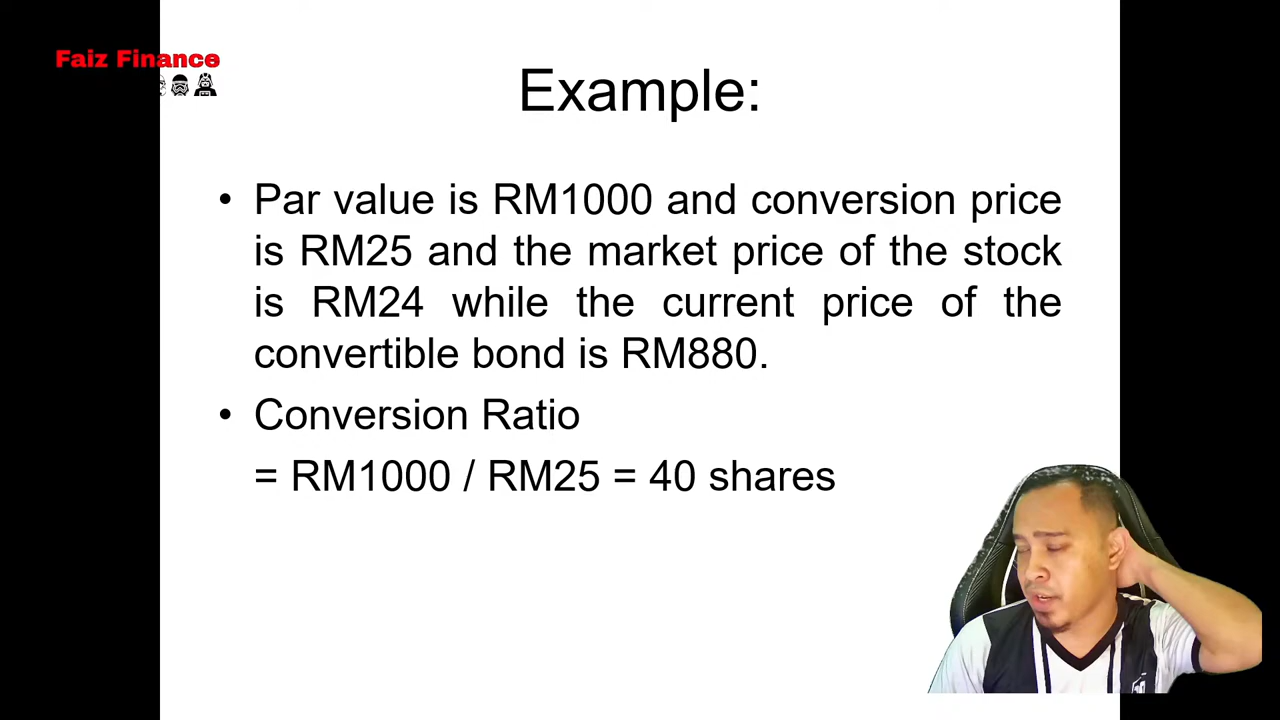 Faiz Finance
Example:
• Par value is RM1000 and conversion price
is RM25 and the market price of the stock
is RM24 while the current price of the
convertible bond is RM880.
• Conversion Ratio
= RM1000 / RM25 = 40 shares